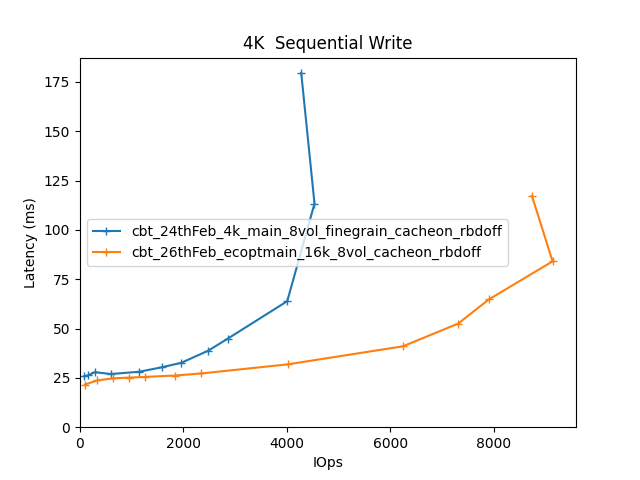 4K  Sequential Write
Latency (ms)
175
150
125
100
75
50
25
0
cbt_24thFeb_4k_main_8vol_finegrain_cacheon_rbdoff
cbt_26thFeb_ecoptmain_16k_8vol_cacheon_rbdoff
0 2000 4000 6000 8000
IOps